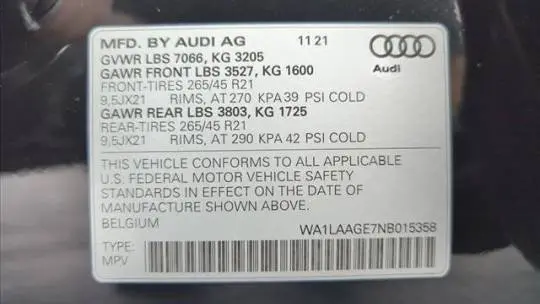 MFD. BY AUDI AG 11 21
GVWR LBS 7066, KG 3205
GAWR FRONT LBS 3527, KG 1600
FRONT-TIRES 265/45 R21
9,5JX21 RIMS, AT 270 KPA 39 PSI COLD
GAWR REAR LBS 3803, KG 1725
REAR-TIRES 265/45 R21
9,5JX21 RIMS, AT 290 KPA 42 PSI COLD
Audi
THIS VEHICLE CONFORMS TO ALL APPLICABLE
U.S. FEDERAL MOTOR VEHICLE SAFETY
STANDARDS IN EFFECT ON THE DATE OF
MANUFACTURE SHOWN ABOVE.
BELGIUM WA1LAAGE7NB015358
TYPE:
MPV